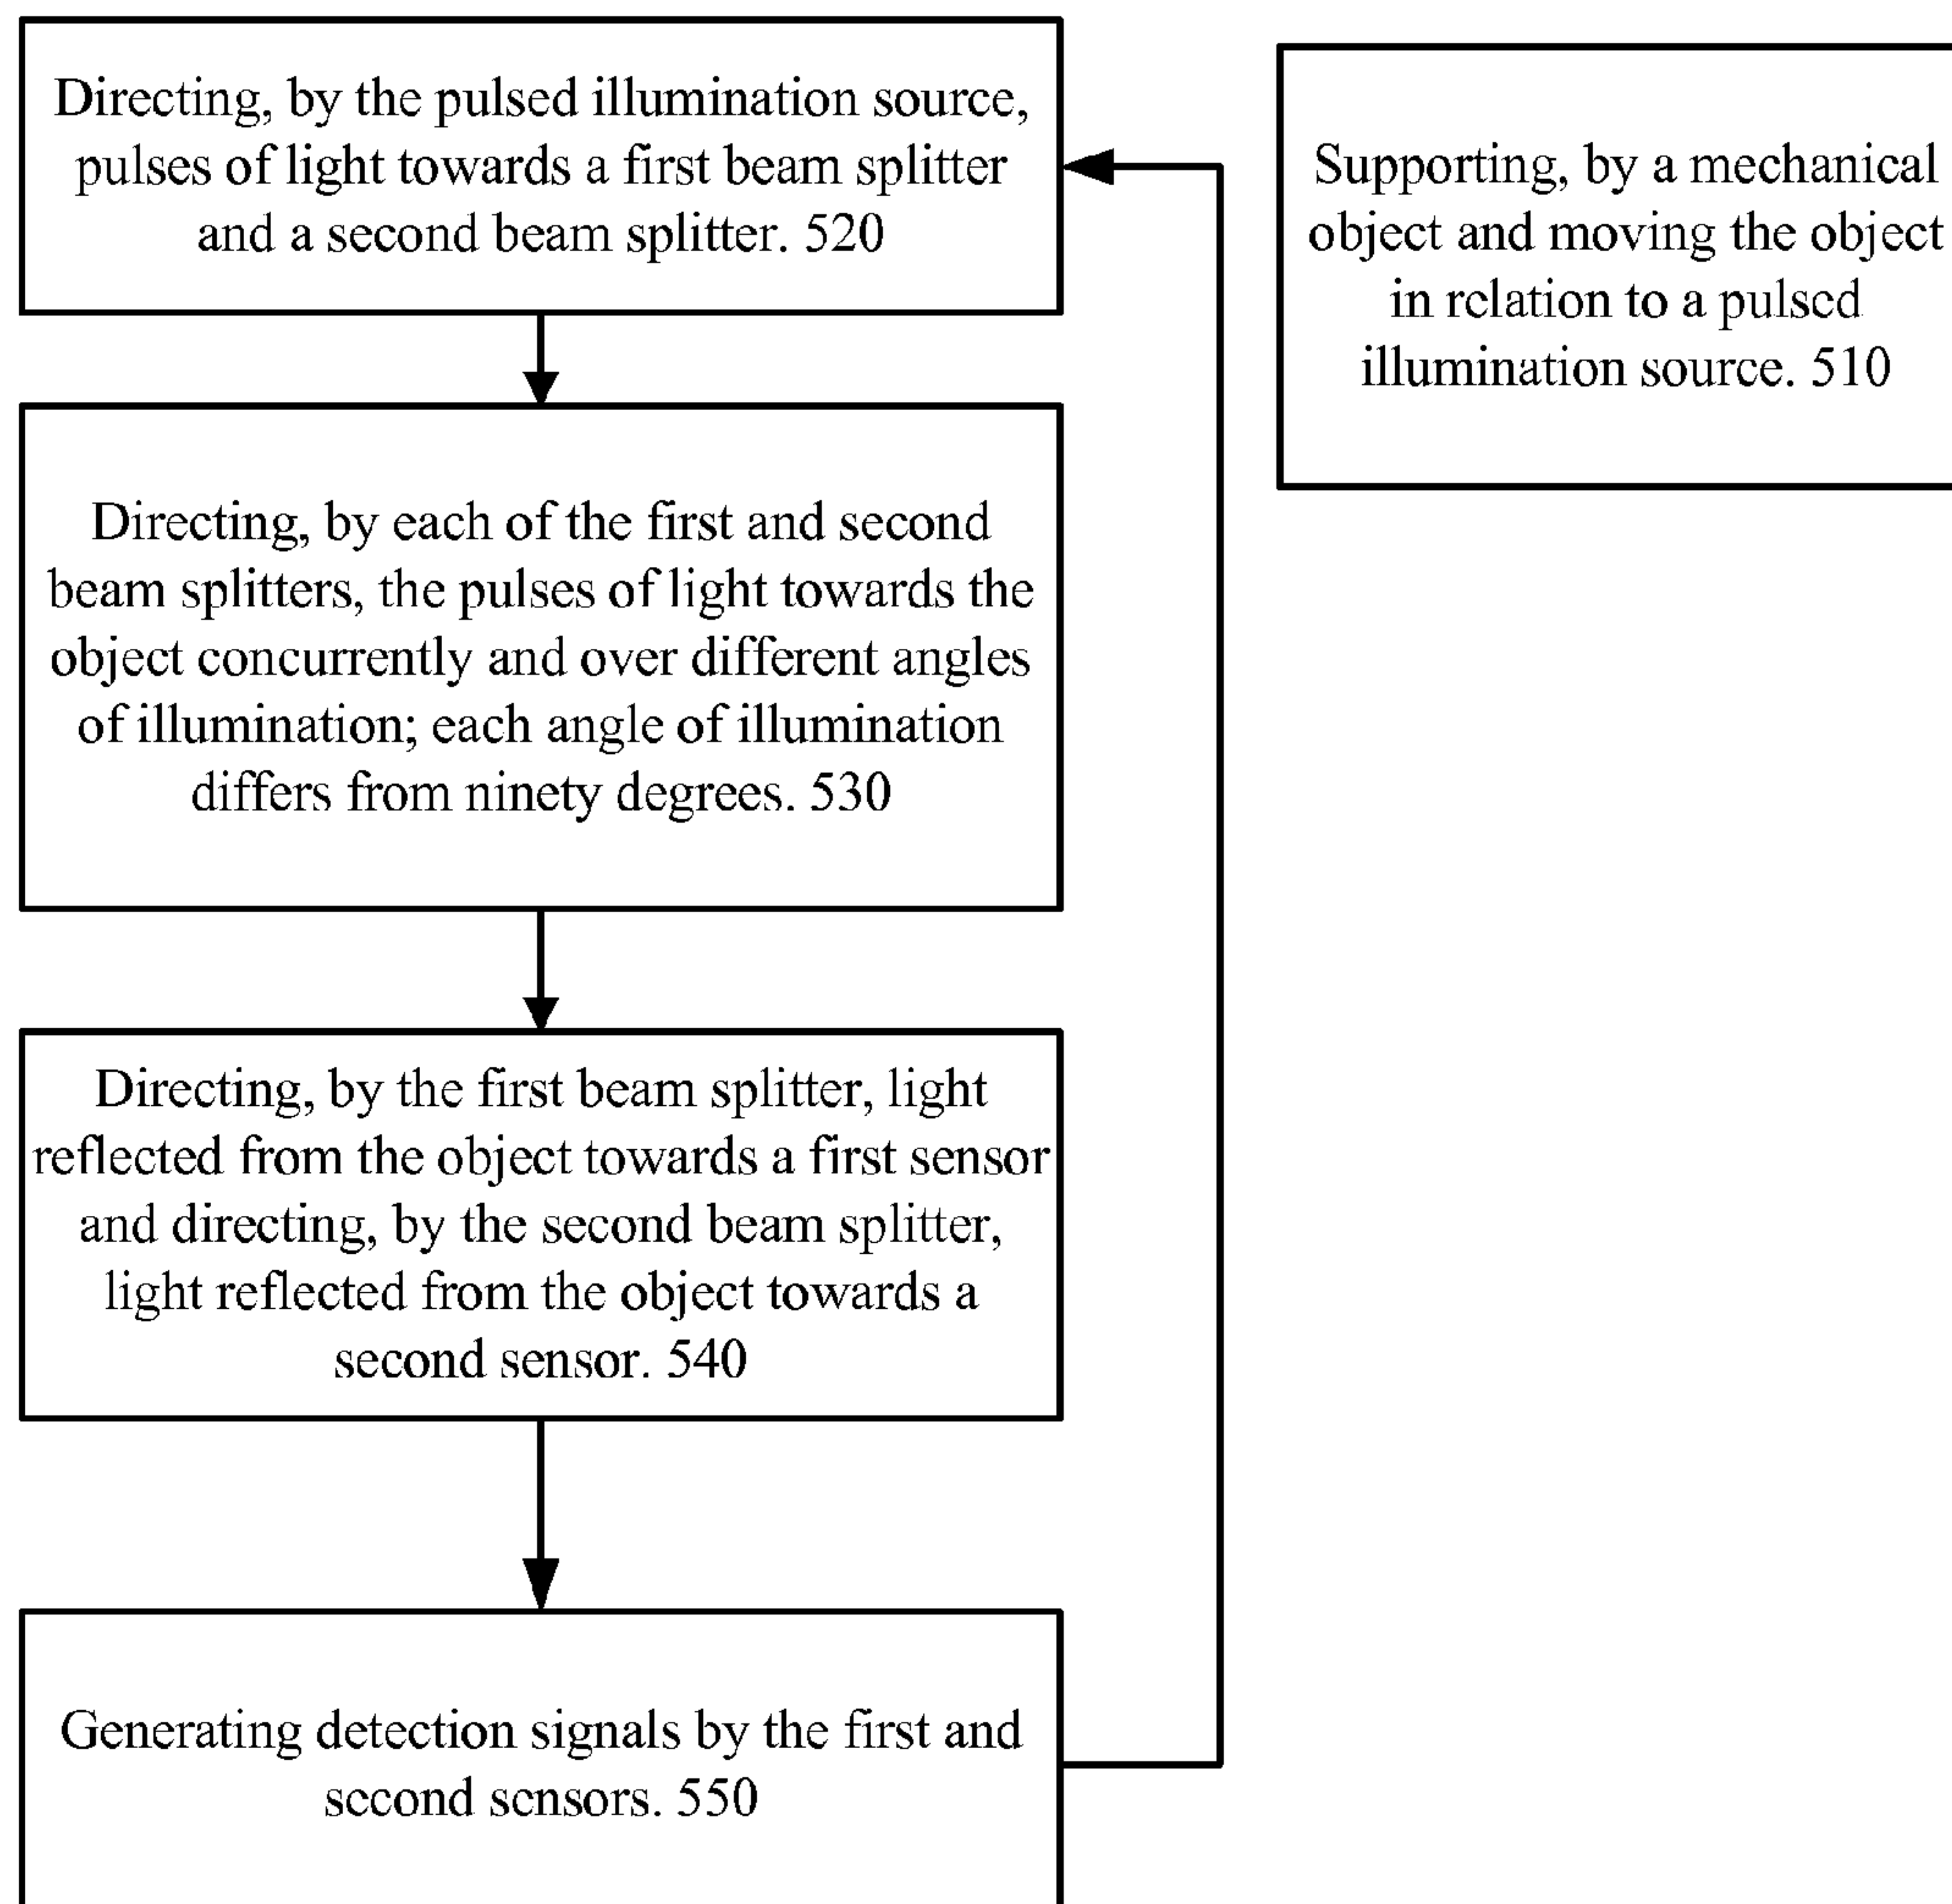 Directing, by the pulsed illumination source,
pulses of light towards a first beam splitter
and a second beam splitter. 520
Supporting, by a mechanical
object and moving the object
in relation to a pulsed
illumination source. 510
Directing, by each of the first and second
beam splitters, the pulses of light towards the
object concurrently and over different angles
of illumination; each angle of illumination
differs from ninety degrees. 530
Directing, by the first beam splitter, light
reflected from the object towards a first sensor
and directing, by the second beam splitter,
light reflected from the object towards a
second sensor. 540
Generating detection signals by the first and
second sensors. 550